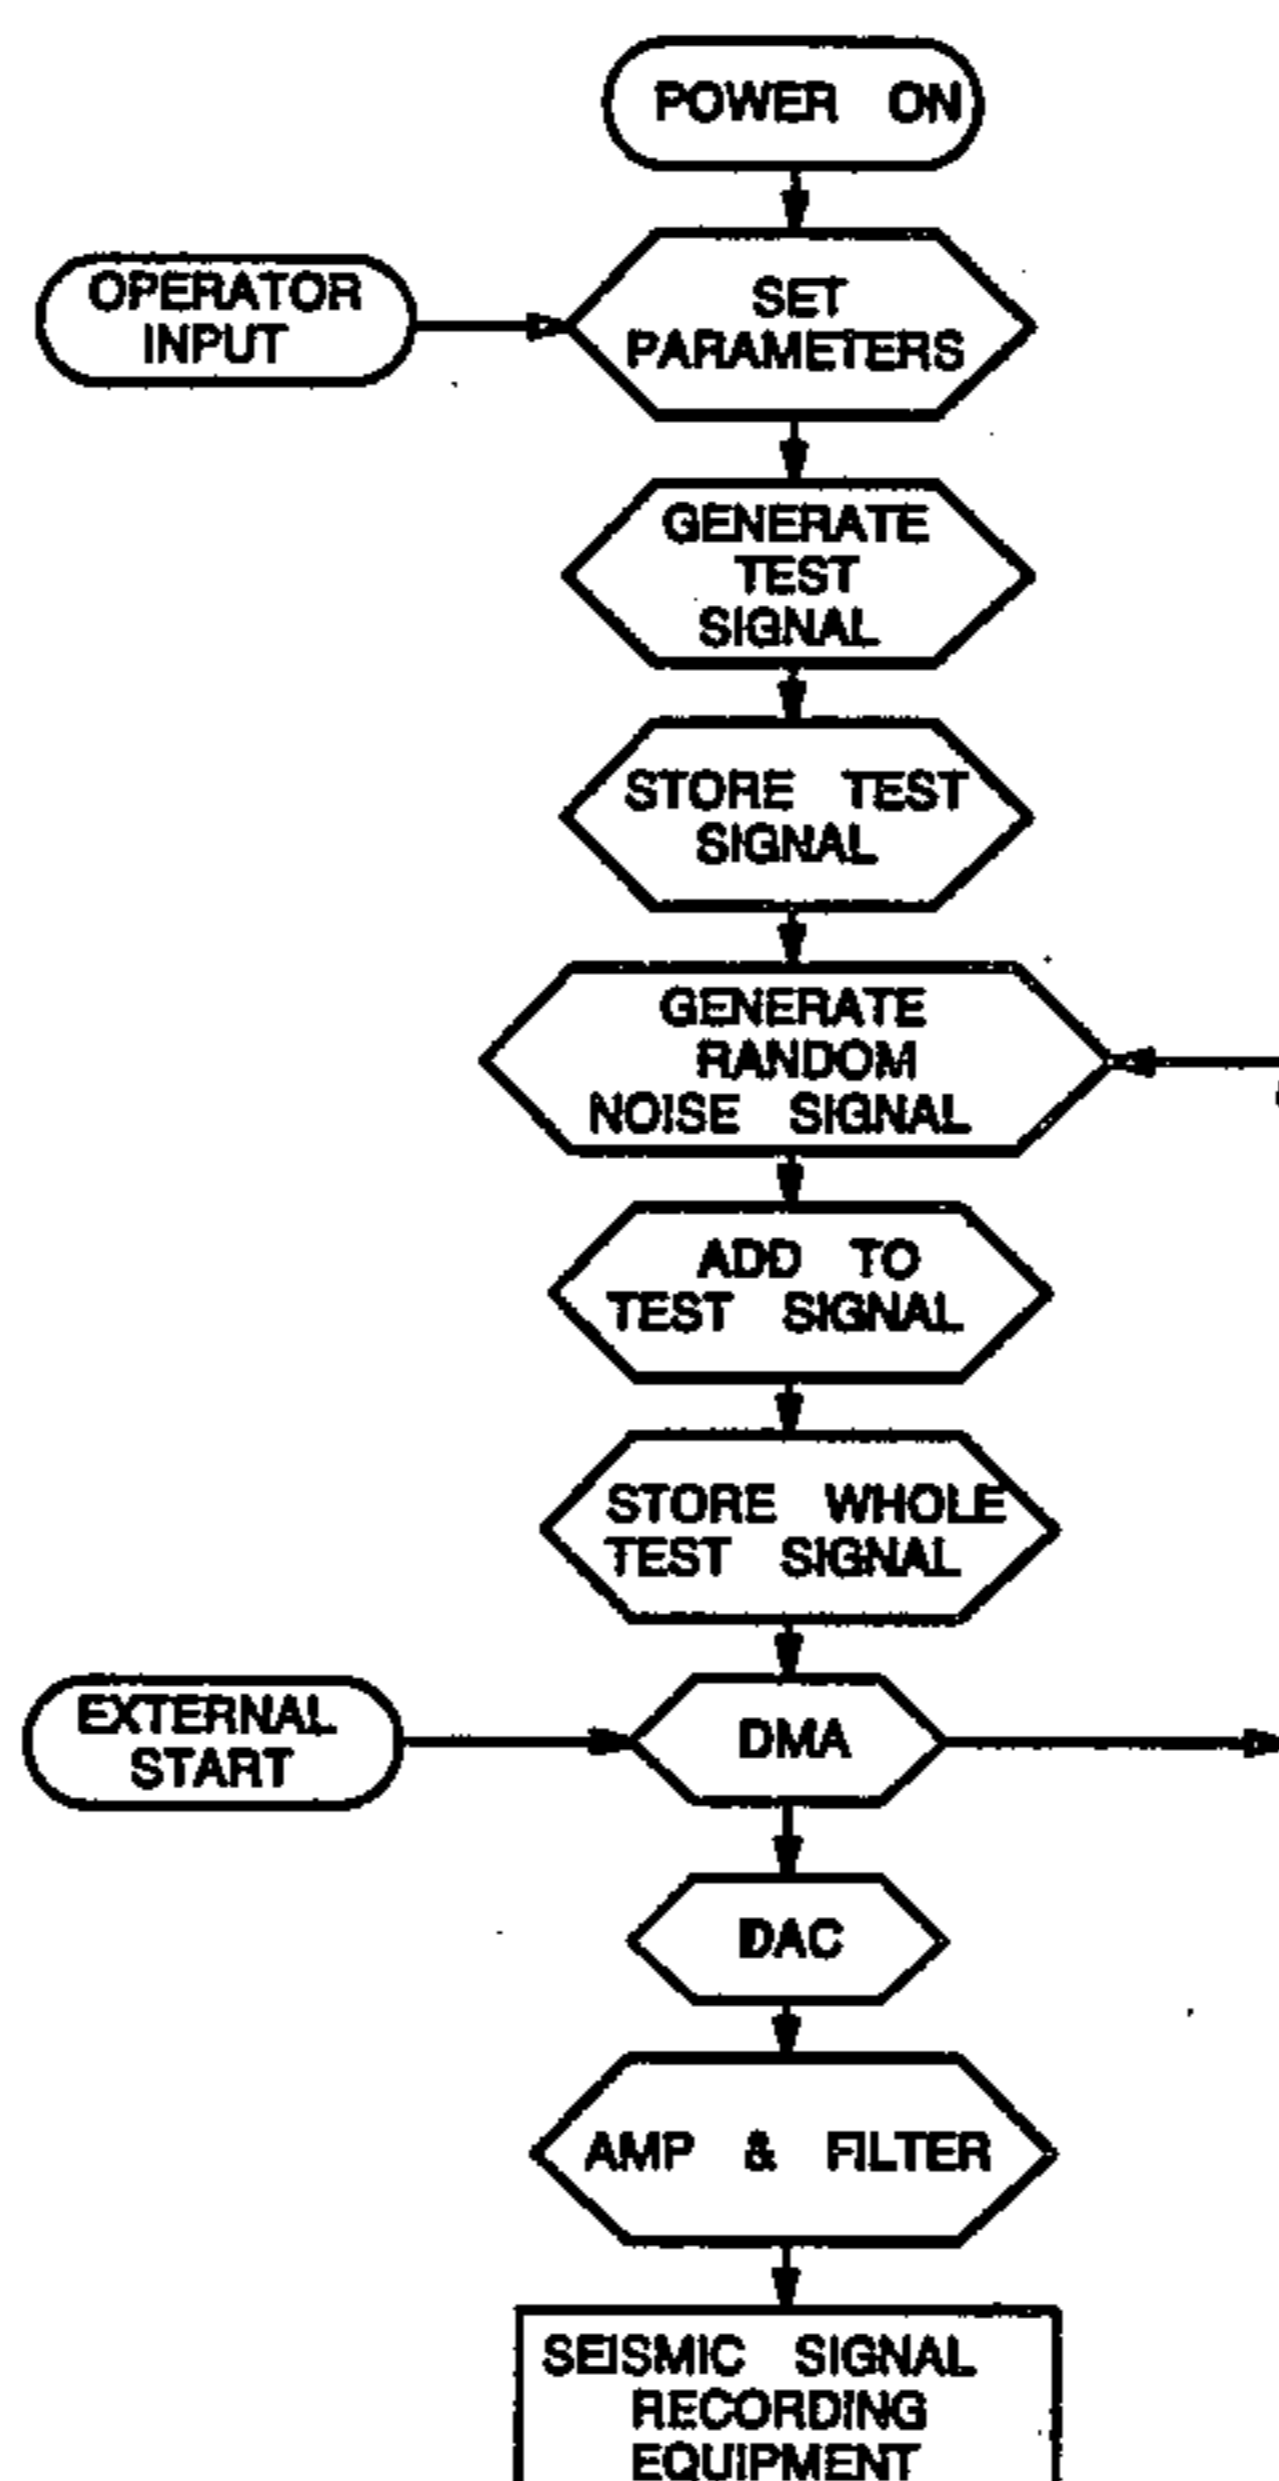 POWER ON
OPERATOR
INPUT
SET
PARAMETERS
GENERATE
TEST
SIGNAL
STORE TEST
SIGNAL
GENERATE
RANDOM
NOISE SIGNAL
ADD TO
TEST SIGNAL
STORE WHOLE
TEST SIGNAL
EXTERNAL
START
DMA
DAC
AMP & FILTER
SEISMIC SIGNAL
RECORDING
EQUIPMENT